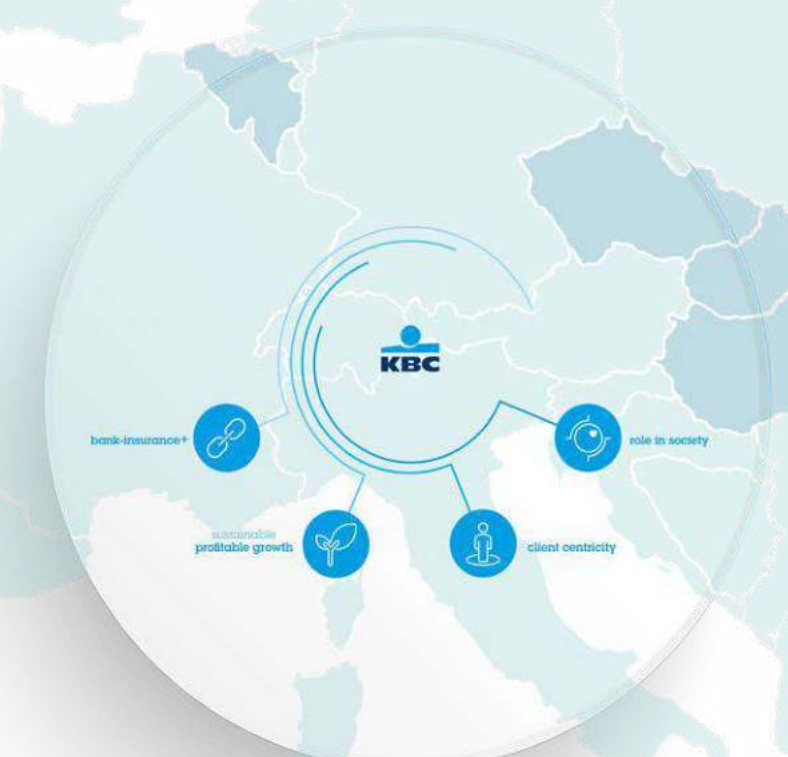 KBC
bank-insurance+
role in society
sustainable
profitable growth
client centricity